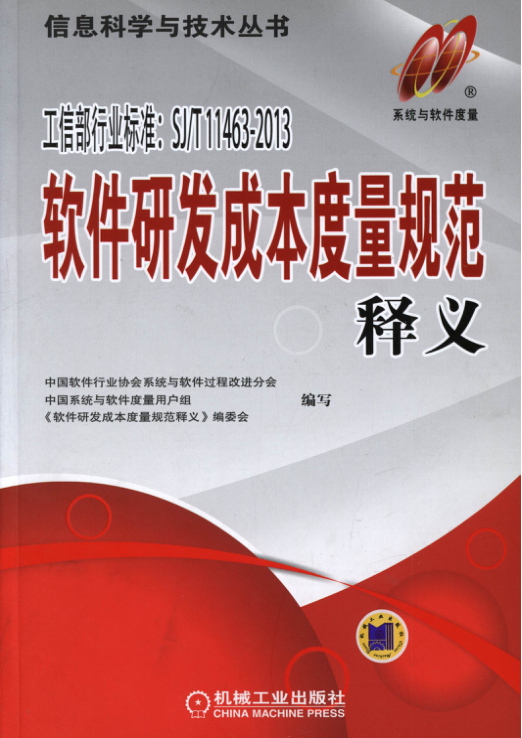 信息科学与技术丛书
®
系统与软件度量
工信部行业标准：SJ/T 11463-2013
软件研发成本度量规范
释义
中国软件行业协会系统与软件过程改进分会
中国系统与软件度量用户组
《软件研发成本度量规范释义》编委会
编写
机械工业出版社
CHINA MACHINE PRESS